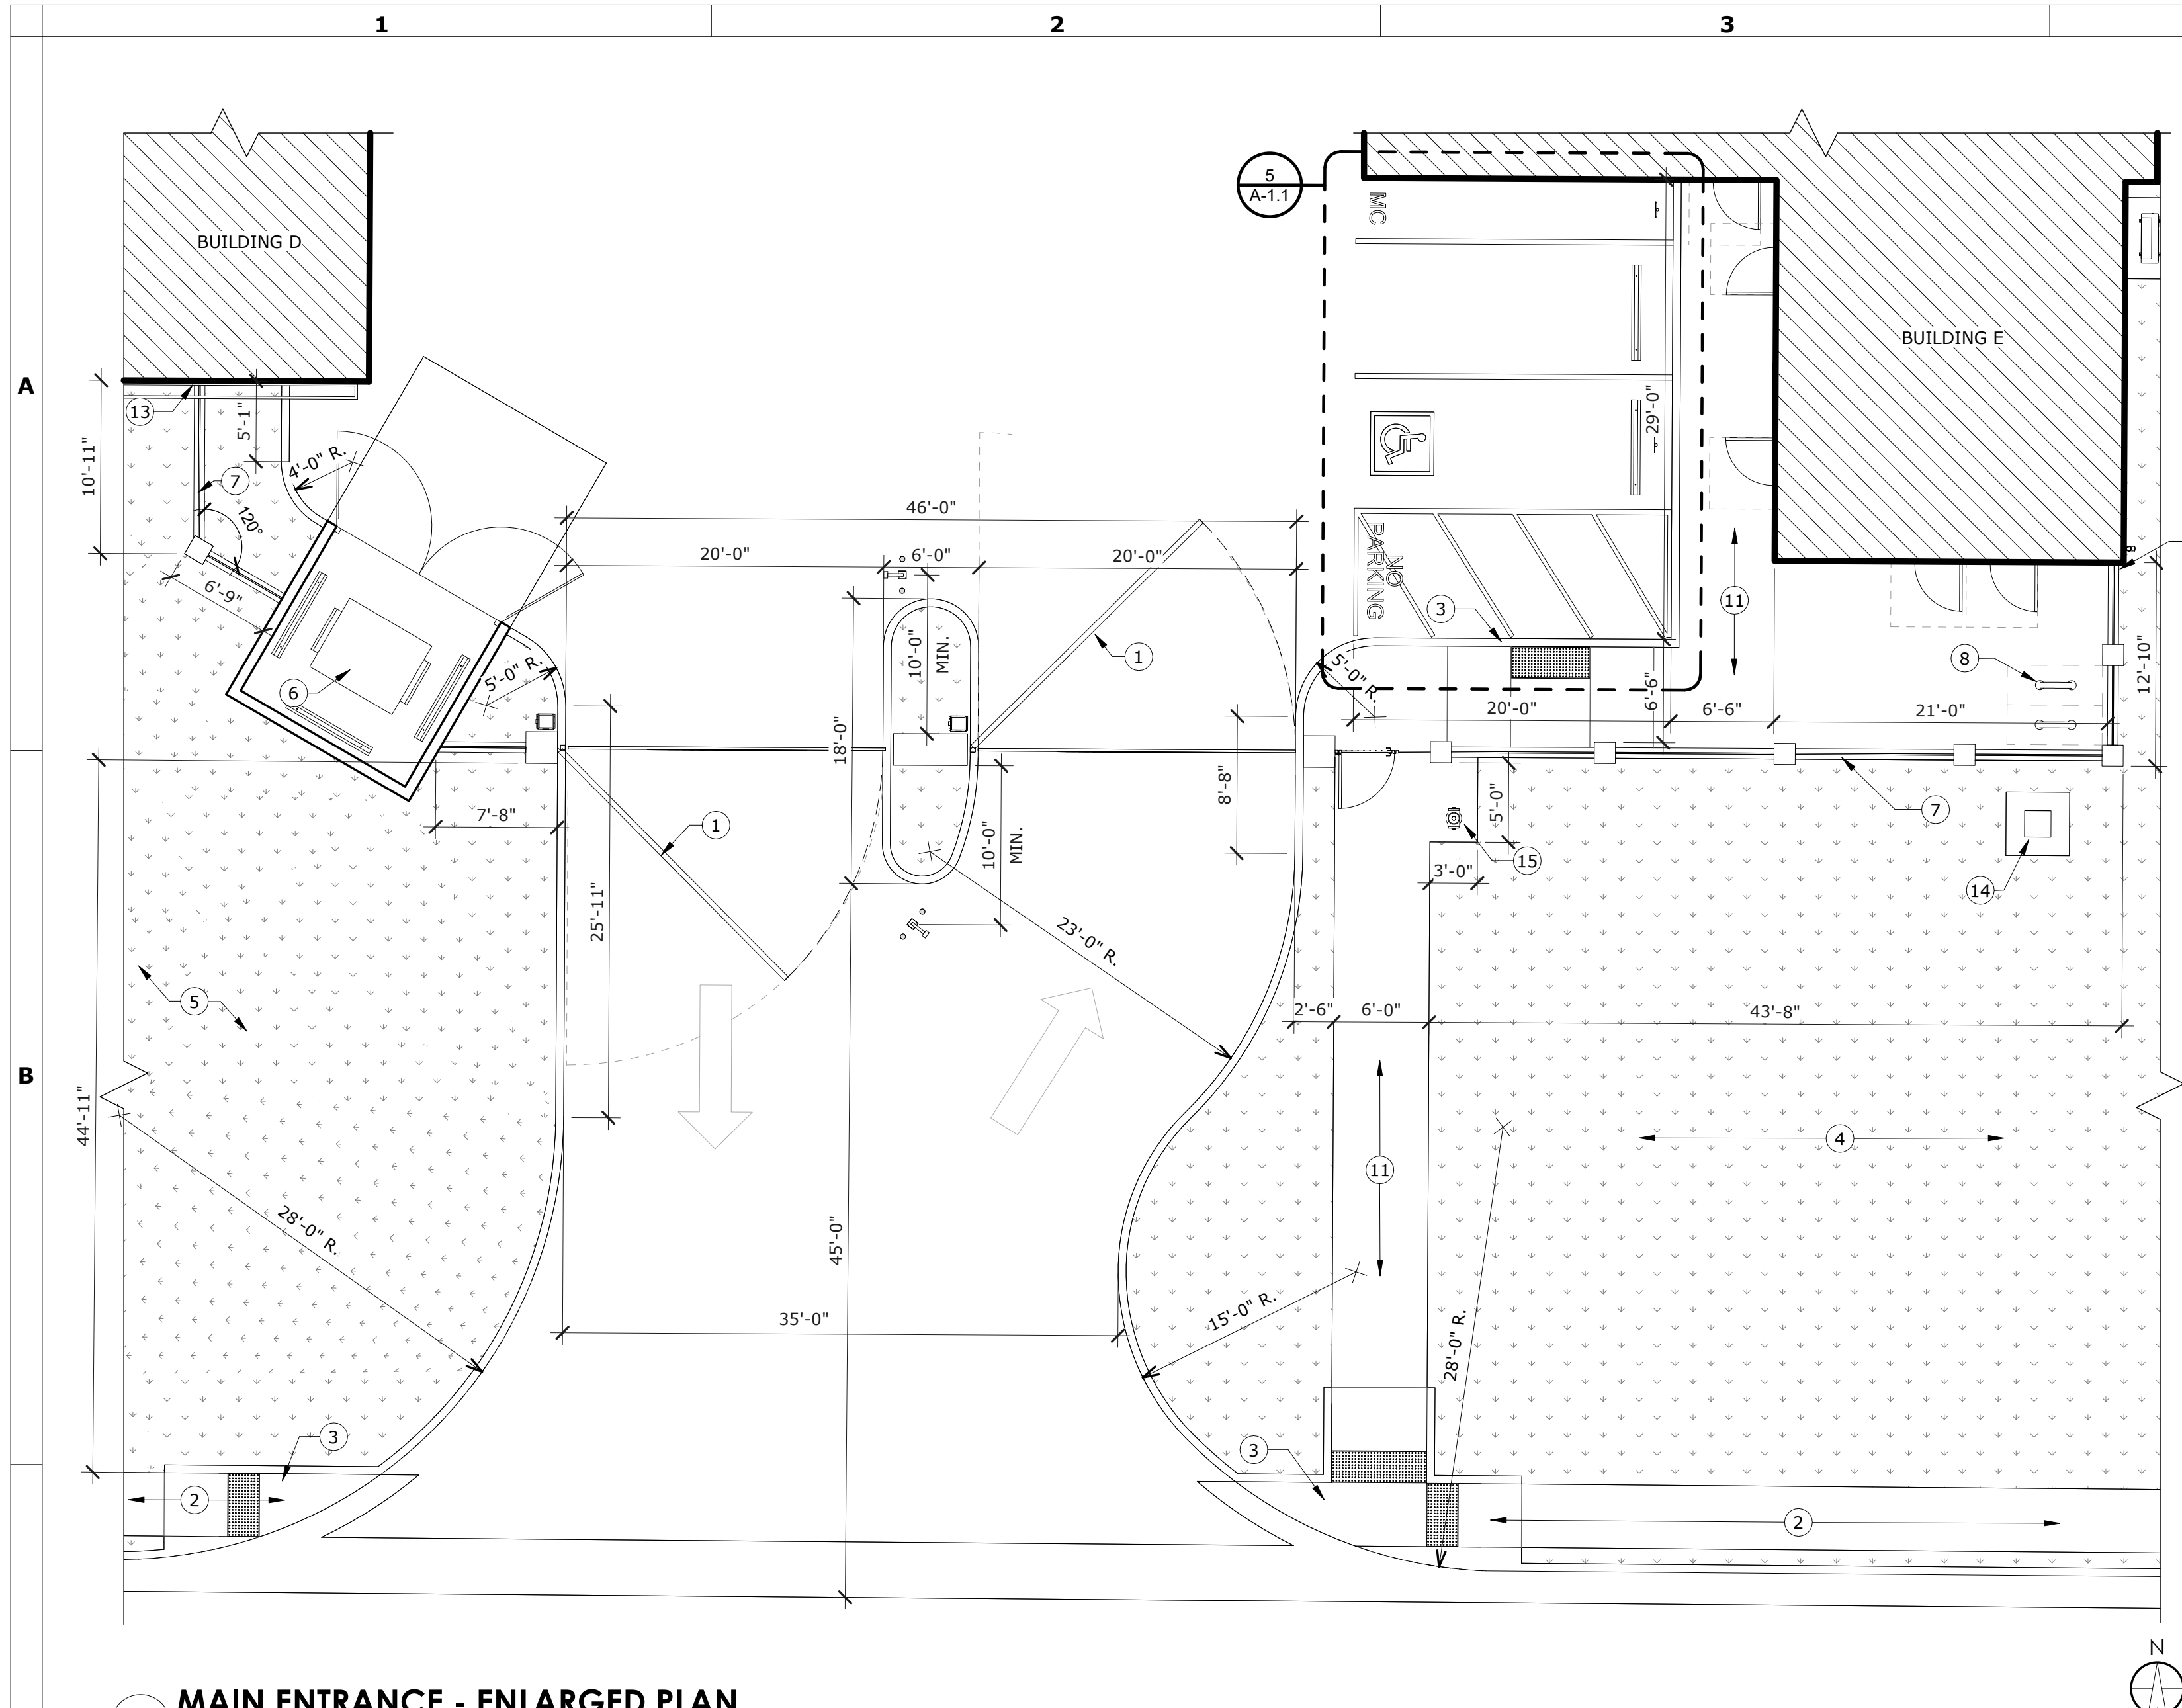 1
2
3
A
B
5
A-1.1
MC
BUILDING D
BUILDING E
13
5'-1"
29'-0"
10'-11"
4'-0" R.
7
120°
46'-0"
20'-0"
6'-0"
20'-0"
NO
PARKING
3
11
6'-9"
10'-0"
MIN.
1
8
12'-10"
6
5'-0" R.
5'-0" R.
6'-6"
20'-0"
6'-6"
21'-0"
18'-0"
8'-8"
7'-8"
1
10'-0"
MIN.
5'-0"
7
15
3'-0"
14
25'-11"
23'-0" R.
5
2'-6"
6'-0"
43'-8"
44'-11"
11
4
28'-0" R.
45'-0"
35'-0"
15'-0" R.
28'-0" R.
3
3
2
2
N
MAIN ENTRANCE - ENLARGED PLAN